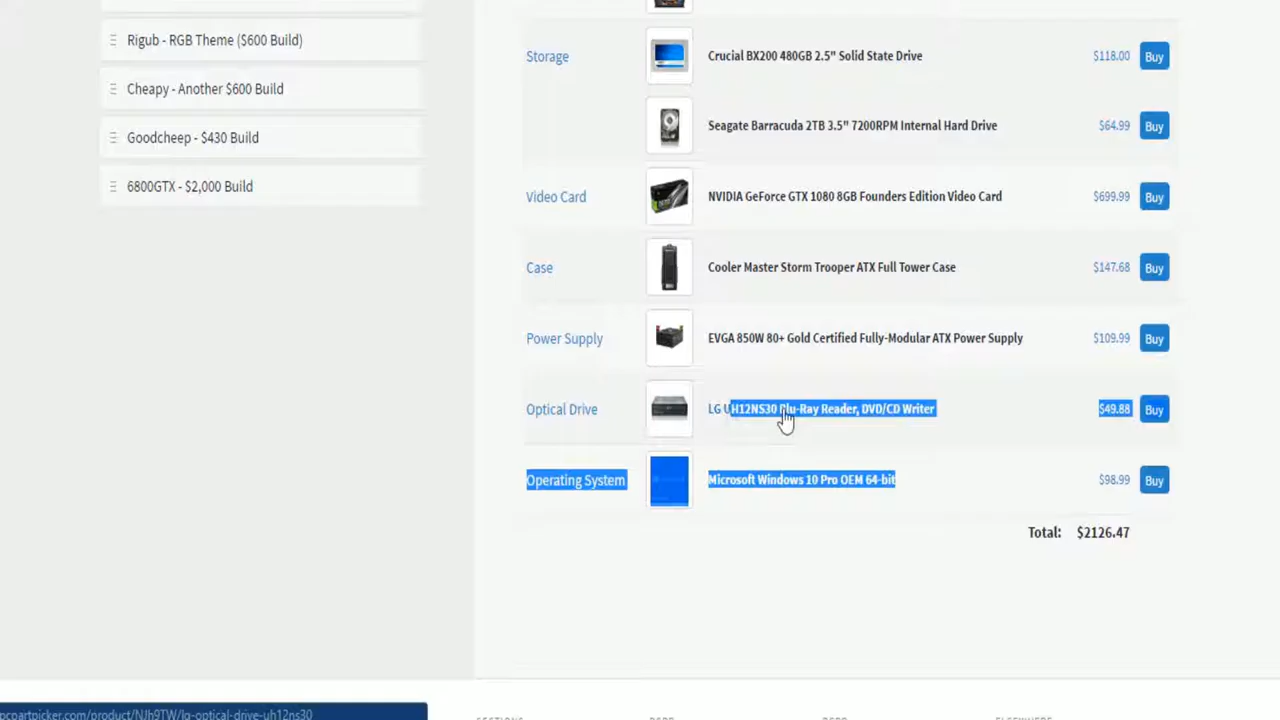 Rigub - RGB Theme ($600 Build)
Cheapy - Another $600 Build
Goodcheep - $430 Build
6800GTX - $2,000 Build
Storage Crucial BX200 480GB 2.5" Solid State Drive $118.00 Buy
Seagate Barracuda 2TB 3.5" 7200RPM Internal Hard Drive $64.99 Buy
Video Card NVIDIA GeForce GTX 1080 8GB Founders Edition Video Card $699.99 Buy
Case Cooler Master Storm Trooper ATX Full Tower Case $147.68 Buy
Power Supply EVGA 850W 80+ Gold Certified Fully-Modular ATX Power Supply $109.99 Buy
Optical Drive LG UH12NS30 Blu-Ray Reader, DVD/CD Writer $49.88 Buy
Operating System Microsoft Windows 10 Pro OEM 64-bit $98.99 Buy
Total: $2126.47
pcpartpicker.com/product/NJh9TW/lg-optical-drive-uh12ns30